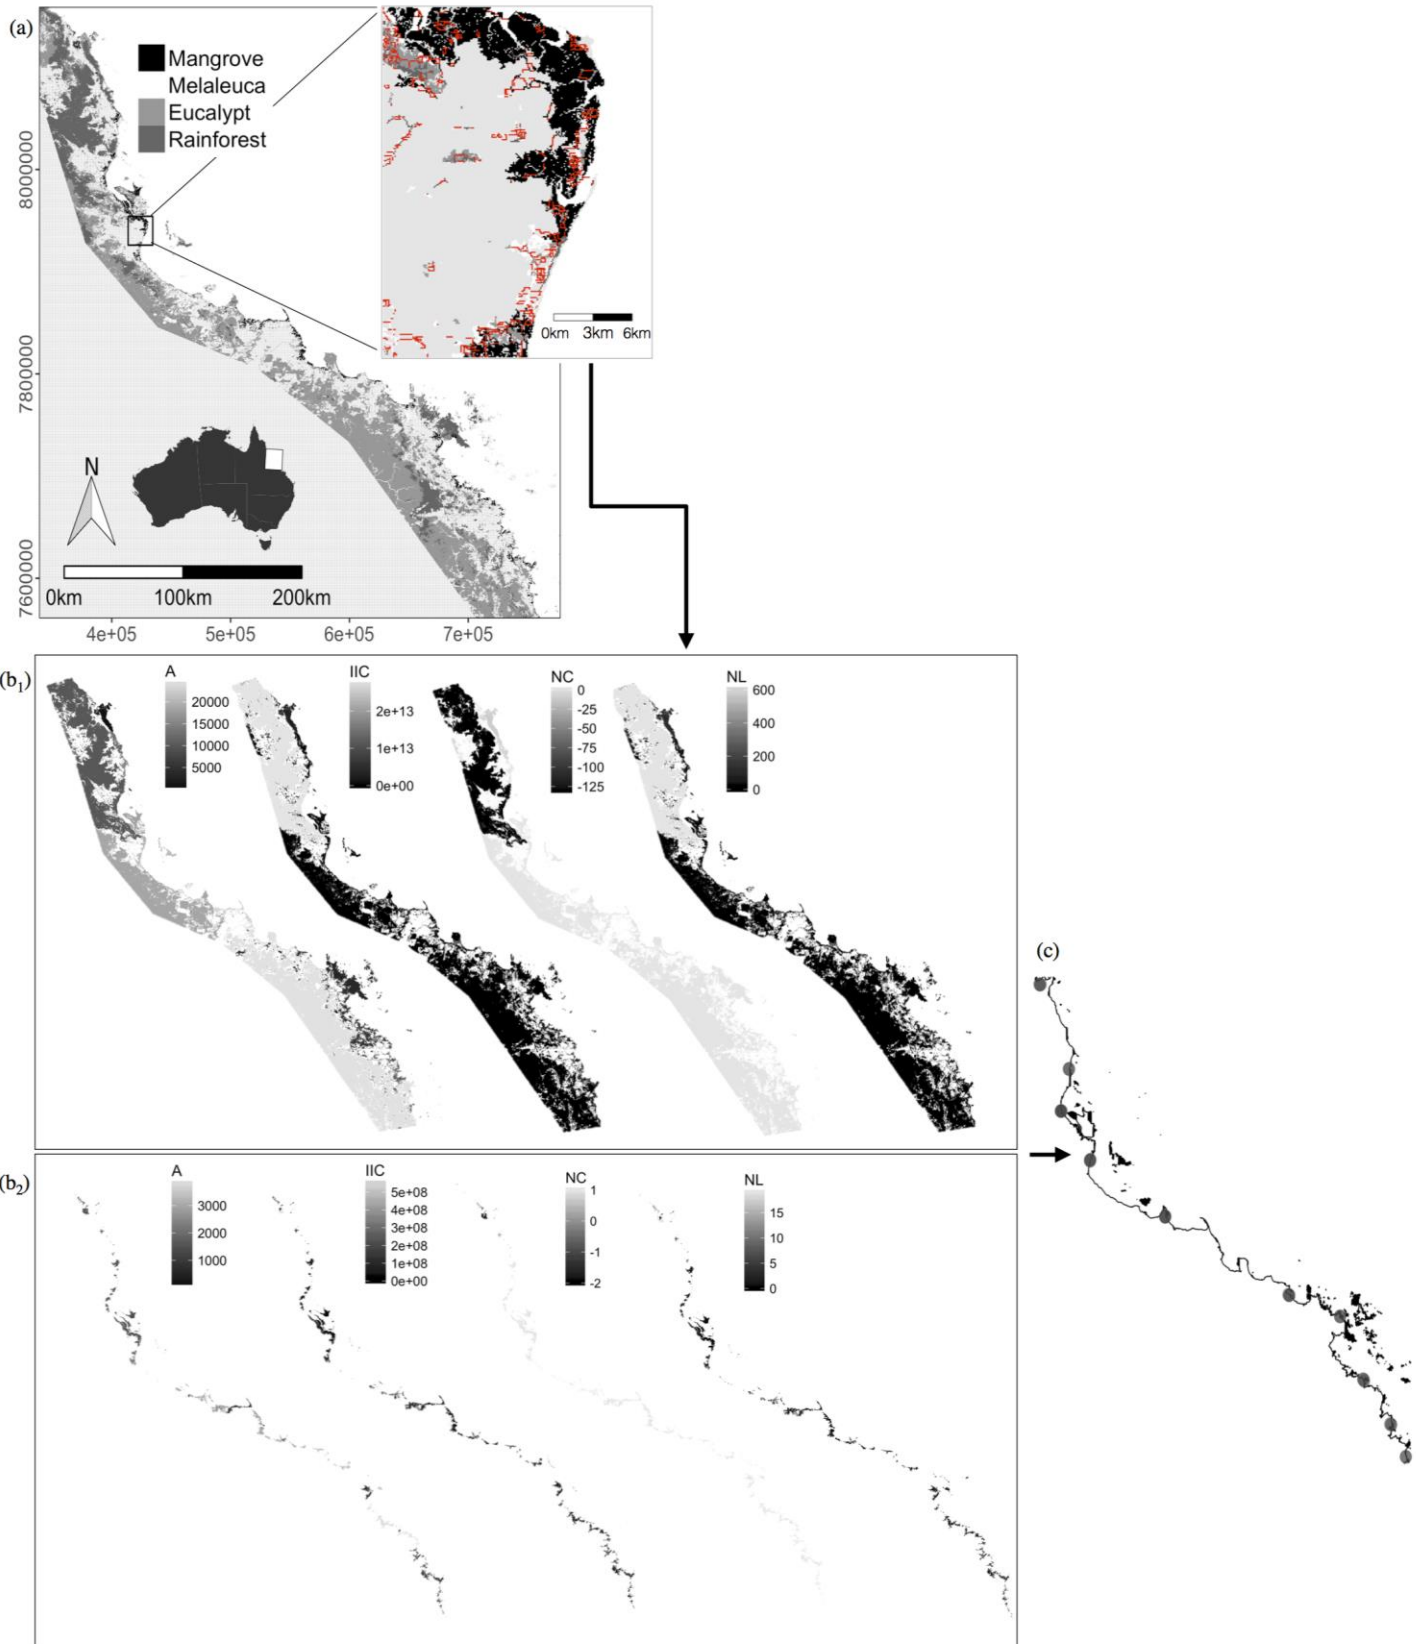 (a)
Mangrove
Melaleuca
Eucalypt
Rainforest
8000000
7800000
7600000
N
0km 100km 200km
4e+05 5e+05 6e+05 7e+05
0km 3km 6km
(b1)
A
20000
15000
10000
5000
IIC
2e+13
1e+13
0e+00
NC
0
-25
-50
-75
-100
-125
NL
600
400
200
0
(b2)
A
3000
2000
1000
IIC
5e+08
4e+08
3e+08
2e+08
1e+08
0e+00
NC
1
0
-1
-2
NL
15
10
5
0
(c)